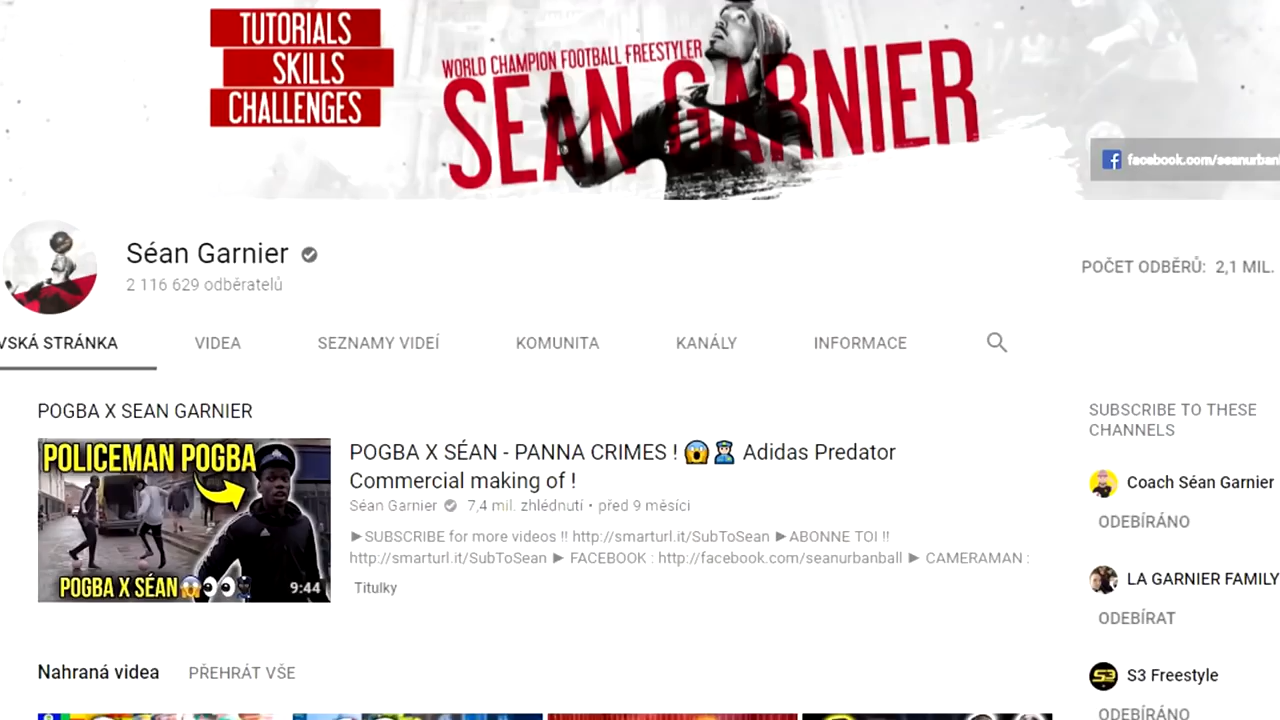 TUTORIALS
SKILLS
CHALLENGES
WORLD CHAMPION FOOTBALL FREESTYLER
SEAN GARNIER
facebook.com/seanurban
Séan Garnier
2 116 629 odběratelů
POČET ODBĚRŮ: 2,1 MIL.
VSKÁ STRÁNKA VIDEA SEZNAMY VIDEÍ KOMUNITA KANÁLY INFORMACE
POGBA X SEAN GARNIER
POLICEMAN POGBA
POGBA X SÉAN😱👀
9:44
POGBA X SÉAN - PANNA CRIMES ! 😱👮 Adidas Predator
Commercial making of !
Séan Garnier 7,4 mil. zhlédnutí • před 9 měsíci
►SUBSCRIBE for more videos !! http://smarturl.it/SubToSean ►ABONNE TOI !!
http://smarturl.it/SubToSean ► FACEBOOK : http://facebook.com/seanurbanball ► CAMERAMAN :
Titulky
SUBSCRIBE TO THESE
CHANNELS
Coach Séan Garnier
ODEBÍRÁNO
LA GARNIER FAMILY
ODEBÍRAT
S3 Freestyle
ODEBÍRÁNO
Nahraná videa PŘEHRÁT VŠE